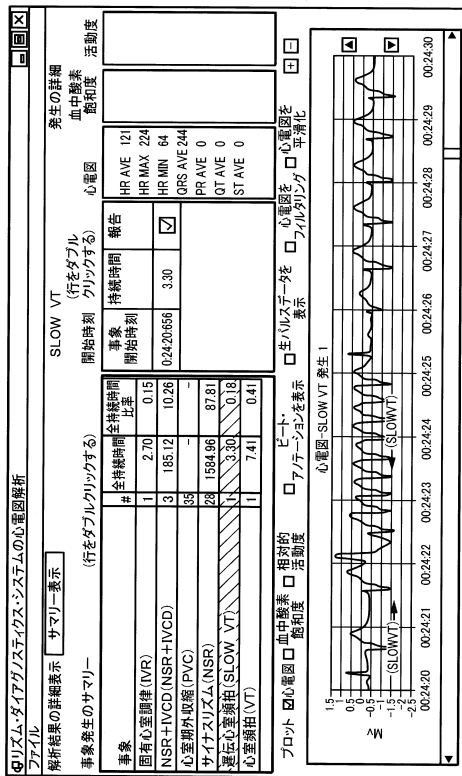 リズム・ダイアグノスティクス・システムの心電図解析
ファイル
解析結果の詳細表示 サマリー表示
事象発生のサマリー (行をダブルクリックする)
事象 # 全持続時間 全持続時間比率
固有心室調律(IVR) 1 2.70 0.15
NSR+IVCD(NSR+IVCD) 3 185.12 10.26
心室期外収縮(PVC) 35 - -
サイナスリズム(NSR) 28 1584.96 87.81
遅伝心室頻拍(SLOW VT) 1 3.30 0.18
心室頻拍(VT) 1 7.41 0.41
SLOW VT
開始時刻 (行をダブルクリックする)
事象開始時刻 持続時間 報告
0:24:20:656 3.30 ☑
発生の詳細
心電図 血中酸素飽和度 活動度
HR AVE 121
HR MAX 224
HR MIN 64
QRS AVE 244
PR AVE 0
QT AVE 0
ST AVE 0
プロット ☑心電図 □血中酸素飽和度 □相対的活動度 □ビート・アノテーションを表示 □生パルスデータを表示 □心電図をフィルタリング □心電図を平滑化 + -
心電図-SLOW VT 発生 1
1.5
1
0.5
0
-0.5
-1
-1.5
-2
-2.5
Mv
(SLOWVT)
(SLOWVT)
00:24:20 00:24:21 00:24:22 00:24:23 00:24:24 00:24:25 00:24:26 00:24:27 00:24:28 00:24:29 00:24:30